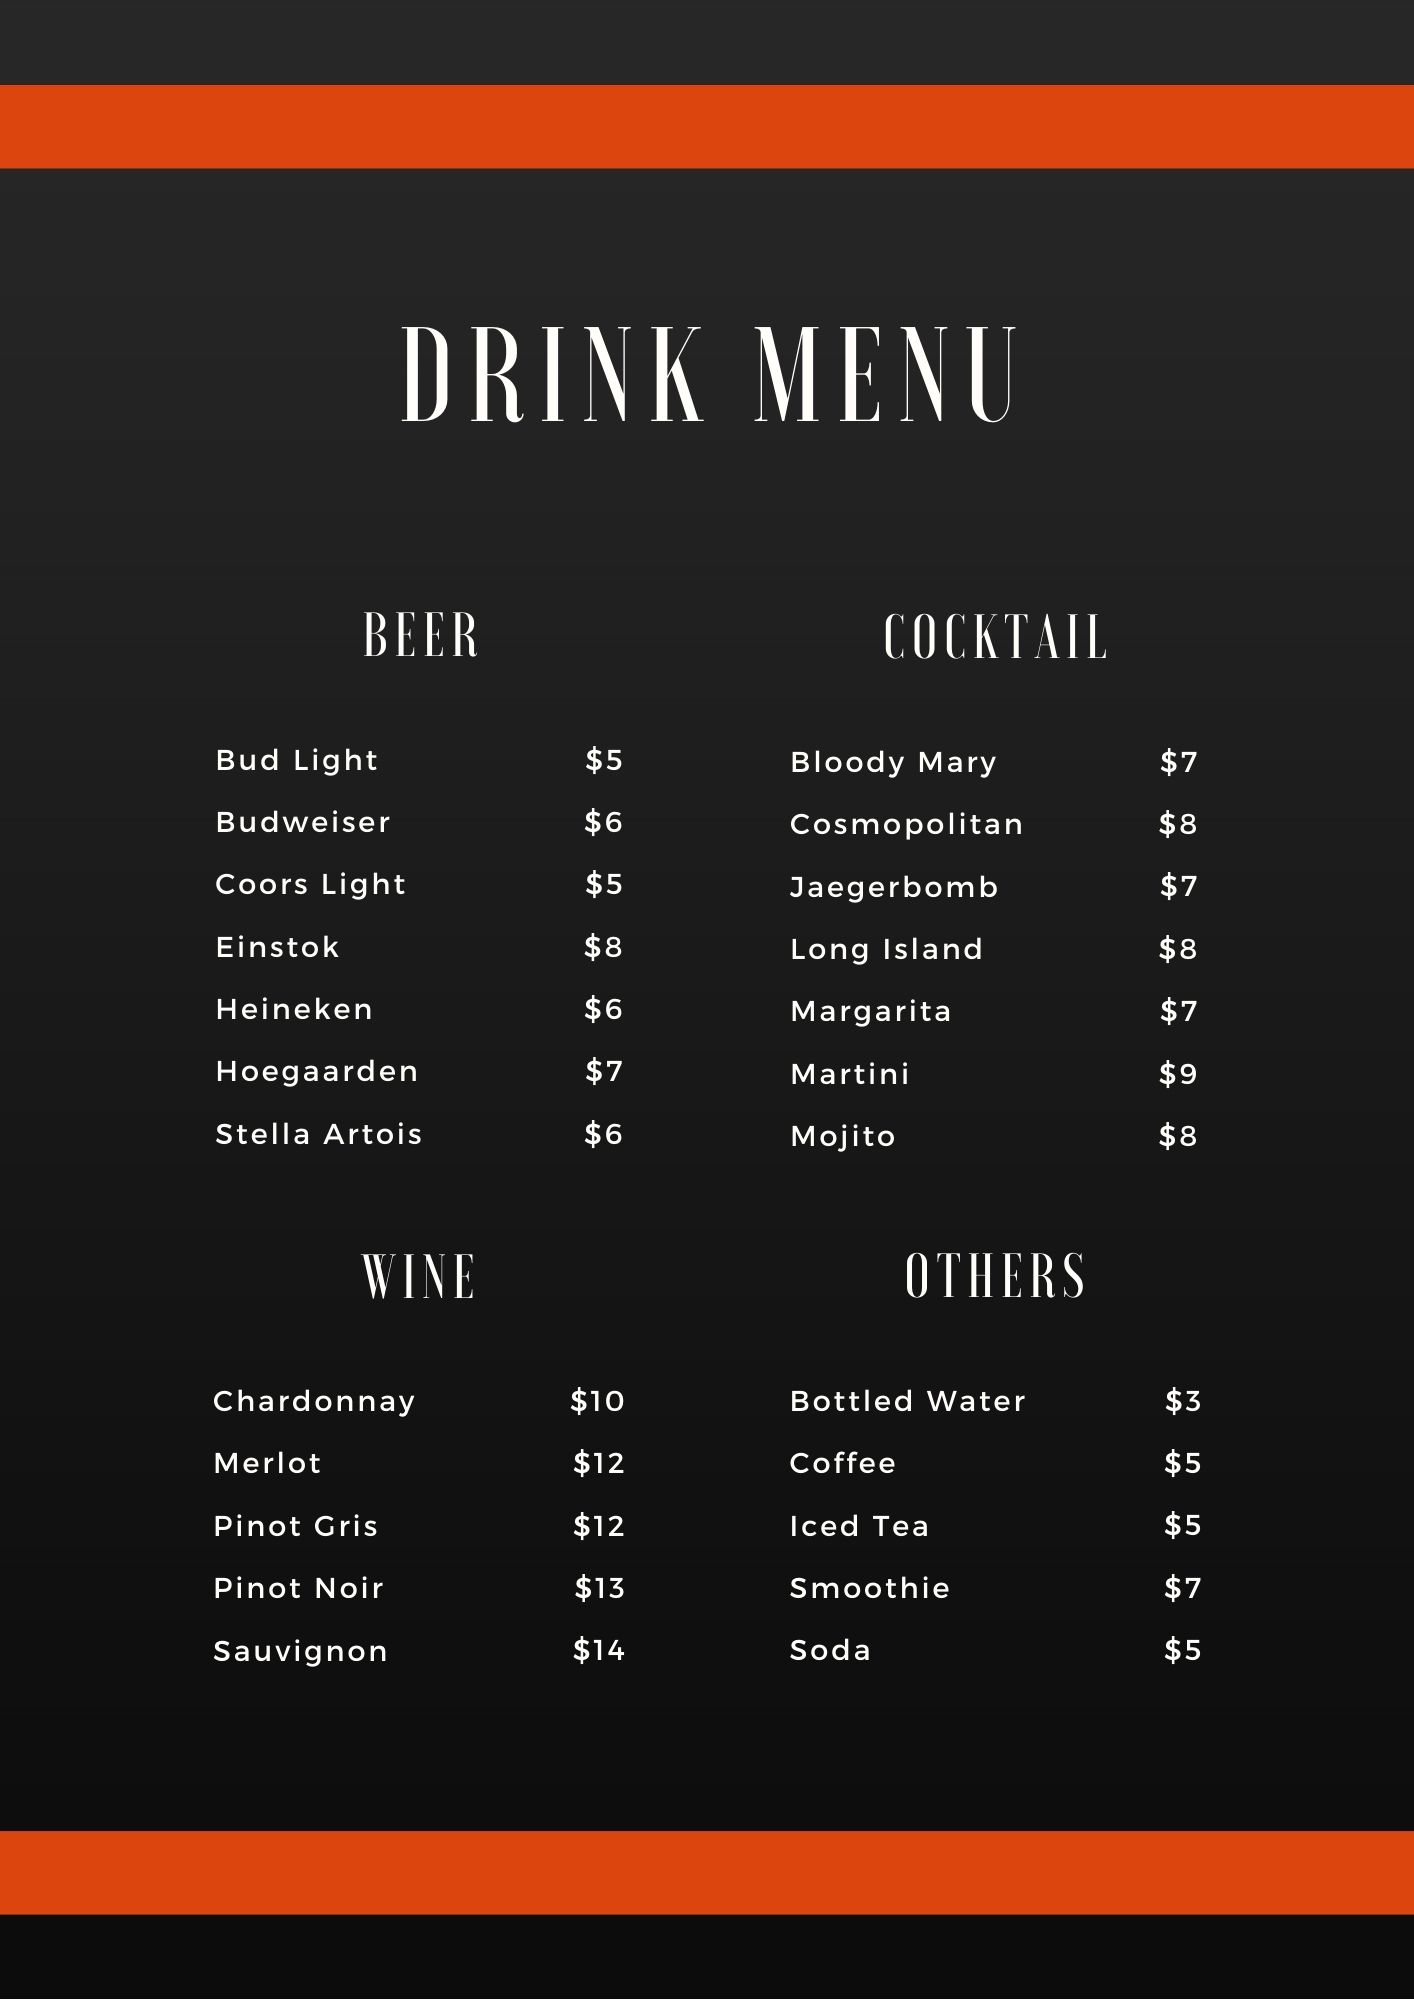 DRINK MENU
BEER
Bud Light $5
Budweiser $6
Coors Light $5
Einstok $8
Heineken $6
Hoegaarden $7
Stella Artois $6
COCKTAIL
Bloody Mary $7
Cosmopolitan $8
Jaegerbomb $7
Long Island $8
Margarita $7
Martini $9
Mojito $8
WINE
Chardonnay $10
Merlot $12
Pinot Gris $12
Pinot Noir $13
Sauvignon $14
OTHERS
Bottled Water $3
Coffee $5
Iced Tea $5
Smoothie $7
Soda $5